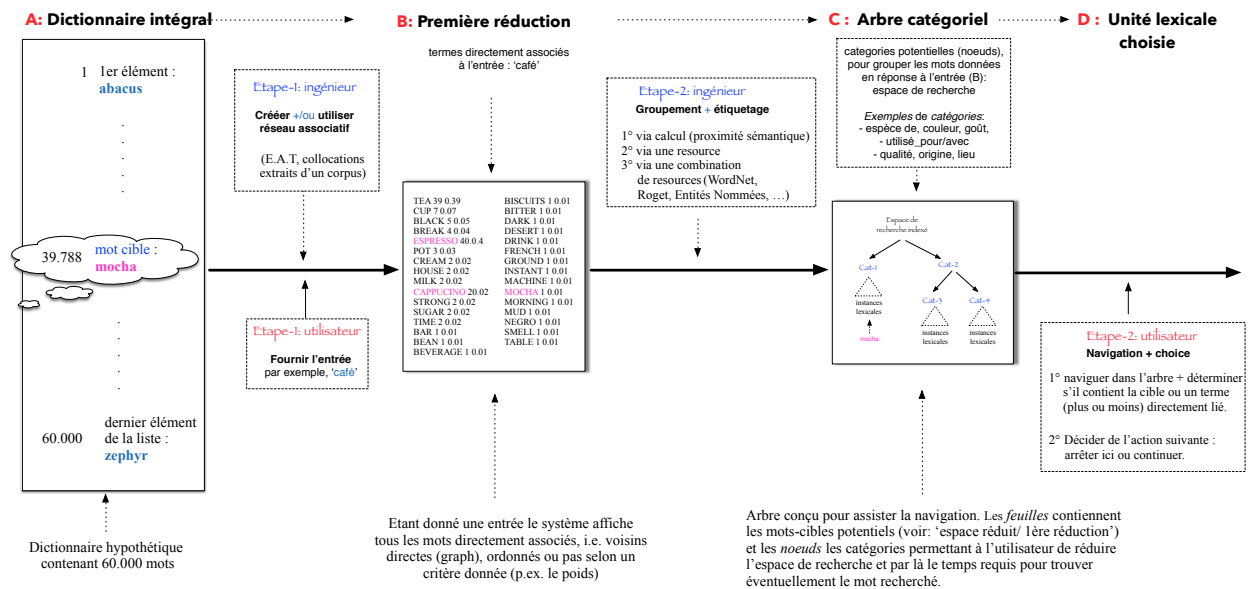 A: Dictionnaire intégral
B: Première réduction
C : Arbre catégoriel
D : Unité lexicale
choisie
1 1er élément :
abacus
39.788 mot cible :
mocha
60.000 dernier élément
de la liste :
zephyr
Dictionnaire hypothétique
contenant 60.000 mots
Etape-1: ingénieur
Créer +/ou utiliser
réseau associatif
(E.A.T, collocations
extraits d'un corpus)
Etape-1: utilisateur
Fournir l'entrée
par exemple, 'café'
termes directement associés
à l'entrée : 'café'
TEA 39 0.39
CUP 7 0.07
BLACK 5 0.05
BREAK 4 0.04
ESPRESSO 40.0.4
POT 3 0.03
CREAM 2 0.02
HOUSE 2 0.02
MILK 2 0.02
CAPPUCINO 20.02
STRONG 2 0.02
SUGAR 2 0.02
TIME 2 0.02
BAR 1 0.01
BEAN 1 0.01
BEVERAGE 1 0.01
BISCUITS 1 0.01
BITTER 1 0.01
DARK 1 0.01
DESERT 1 0.01
DRINK 1 0.01
FRENCH 1 0.01
GROUND 1 0.01
INSTANT 1 0.01
MACHINE 1 0.01
MOCHA 1 0.01
MORNING 1 0.01
MUD 1 0.01
NEGRO 1 0.01
SMELL 1 0.01
TABLE 1 0.01
Etant donné une entrée le système affiche
tous les mots directement associés, i.e. voisins
directes (graph), ordonnés ou pas selon un
critère donnée (p.ex. le poids)
Etape-2: ingénieur
Groupement + étiquetage
1° via calcul (proximité sémantique)
2° via une resource
3° via une combination
de resources (WordNet,
Roget, Entités Nommées, …)
categories potentielles (noeuds),
pour grouper les mots données
en réponse à l'entrée (B):
espace de recherche
Exemples de catégories:
- espèce de, couleur, goût,
- utilisé_pour/avec
- qualité, origine, lieu
Espace de
recherche indexé
Cat-1
Cat-2
Cat-3
Cat-4
instances
lexicales
instances
lexicales
instances
lexicales
mocha
Arbre conçu pour assister la navigation. Les feuilles contiennent
les mots-cibles potentiels (voir: 'espace réduit/ 1ère réduction')
et les noeuds les catégories permettant à l'utilisateur de réduire
l'espace de recherche et par là le temps requis pour trouver
éventuellement le mot recherché.
Etape-2: utilisateur
Navigation + choice
1° naviguer dans l'arbre + déterminer
s'il contient la cible ou un terme
(plus ou moins) directement lié.
2° Décider de l'action suivante :
arrêter ici ou continuer.